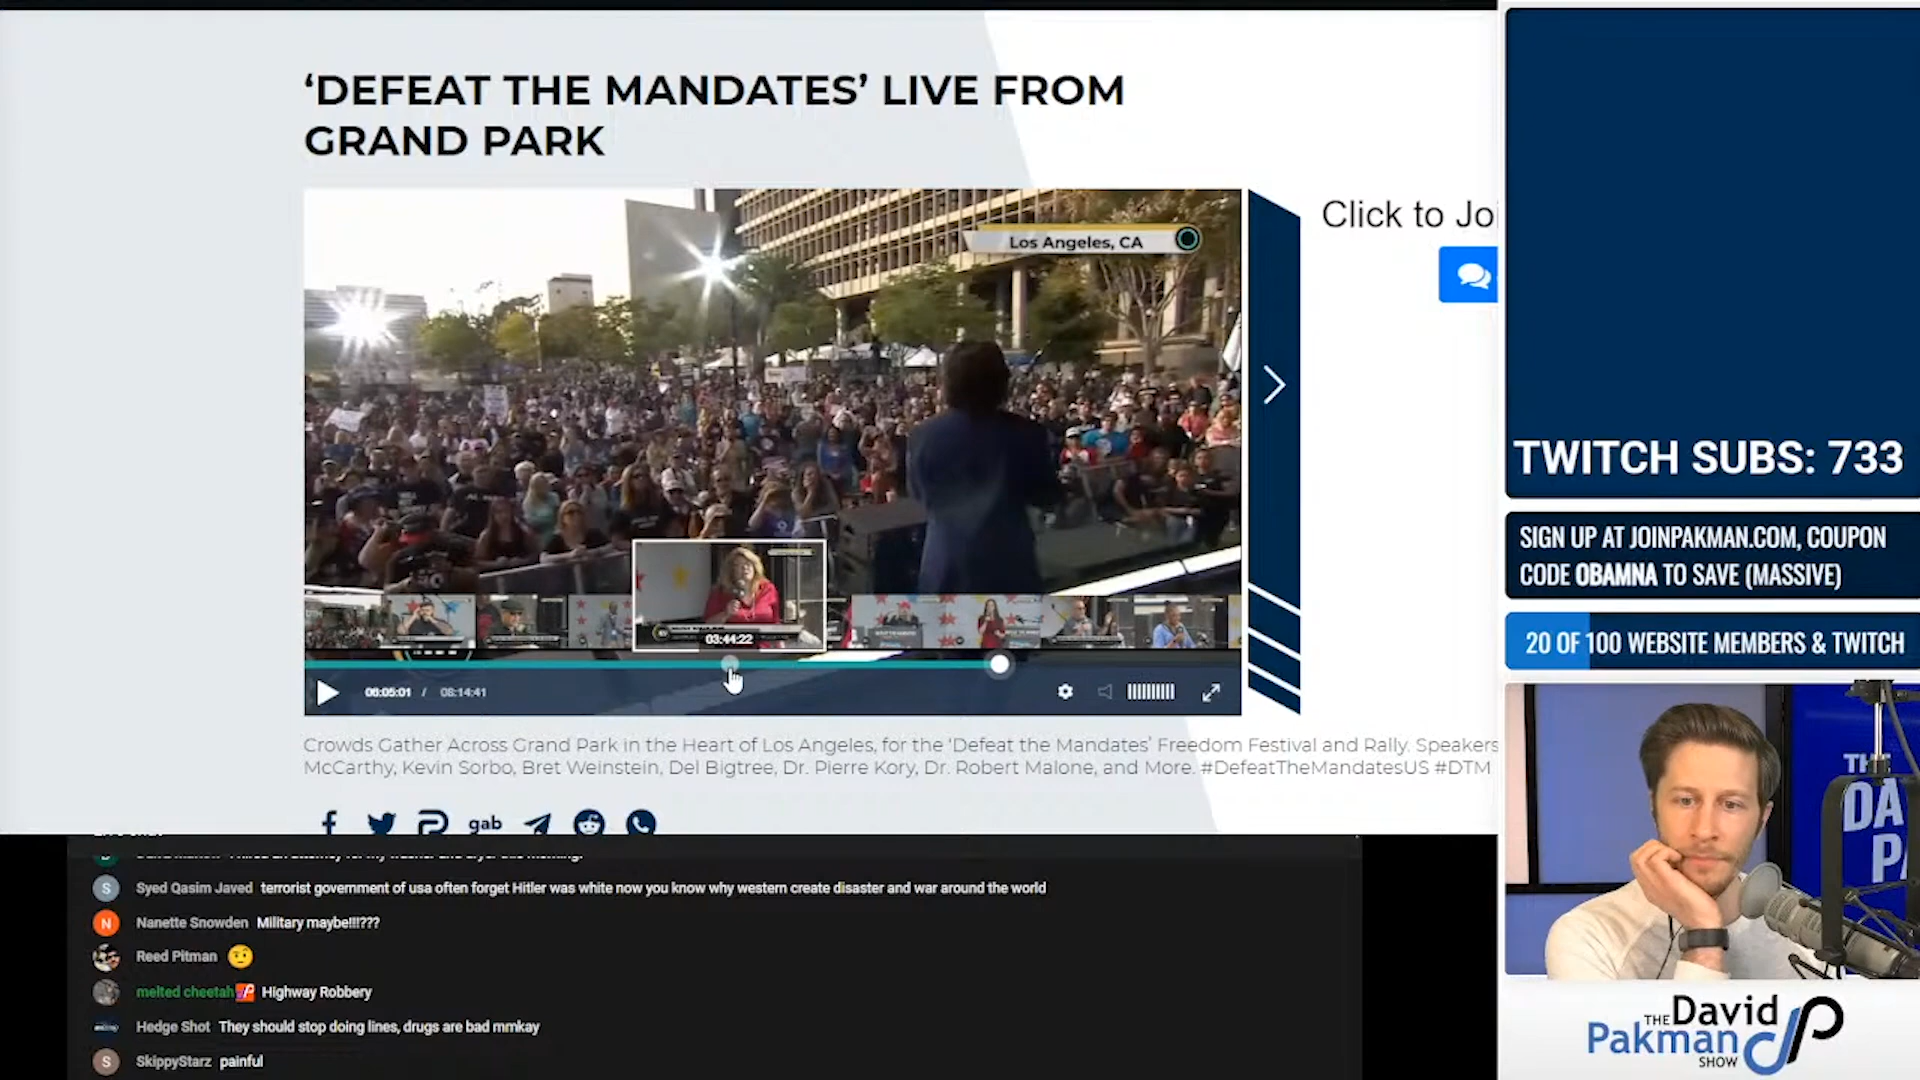 ‘DEFEAT THE MANDATES’ LIVE FROM
GRAND PARK
Los Angeles, CA
Click to Joi
03:44:22
06:05:01 / 08:14:41
Crowds Gather Across Grand Park in the Heart of Los Angeles, for the ‘Defeat the Mandates’ Freedom Festival and Rally. Speakers
McCarthy, Kevin Sorbo, Bret Weinstein, Del Bigtree, Dr. Pierre Kory, Dr. Robert Malone, and More. #DefeatTheMandatesUS #DTM
gab
Syed Qasim Javed terrorist government of usa often forget Hitler was white now you know why western create disaster and war around the world
Nanette Snowden Military maybe!!!???
Reed Pitman
melted cheetah Highway Robbery
Hedge Shot They should stop doing lines, drugs are bad mmkay
SkippyStarz painful
TWITCH SUBS: 733
SIGN UP AT JOINPAKMAN.COM, COUPON
CODE OBAMNA TO SAVE (MASSIVE)
20 OF 100 WEBSITE MEMBERS & TWITCH
THE
DA
PA
THE David
Pakman
SHOW